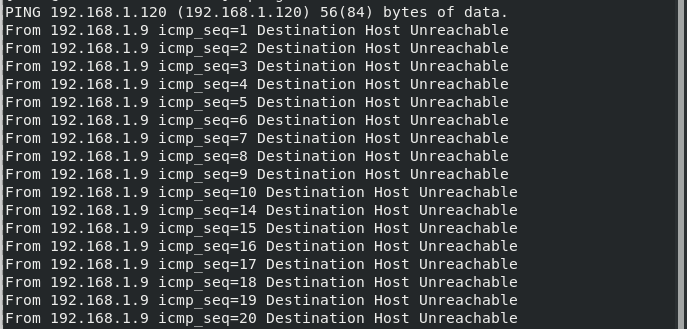 PING 192.168.1.120 (192.168.1.120) 56(84) bytes of data.
From 192.168.1.9 icmp_seq=1 Destination Host Unreachable
From 192.168.1.9 icmp_seq=2 Destination Host Unreachable
From 192.168.1.9 icmp_seq=3 Destination Host Unreachable
From 192.168.1.9 icmp_seq=4 Destination Host Unreachable
From 192.168.1.9 icmp_seq=5 Destination Host Unreachable
From 192.168.1.9 icmp_seq=6 Destination Host Unreachable
From 192.168.1.9 icmp_seq=7 Destination Host Unreachable
From 192.168.1.9 icmp_seq=8 Destination Host Unreachable
From 192.168.1.9 icmp_seq=9 Destination Host Unreachable
From 192.168.1.9 icmp_seq=10 Destination Host Unreachable
From 192.168.1.9 icmp_seq=14 Destination Host Unreachable
From 192.168.1.9 icmp_seq=15 Destination Host Unreachable
From 192.168.1.9 icmp_seq=16 Destination Host Unreachable
From 192.168.1.9 icmp_seq=17 Destination Host Unreachable
From 192.168.1.9 icmp_seq=18 Destination Host Unreachable
From 192.168.1.9 icmp_seq=19 Destination Host Unreachable
From 192.168.1.9 icmp_seq=20 Destination Host Unreachable